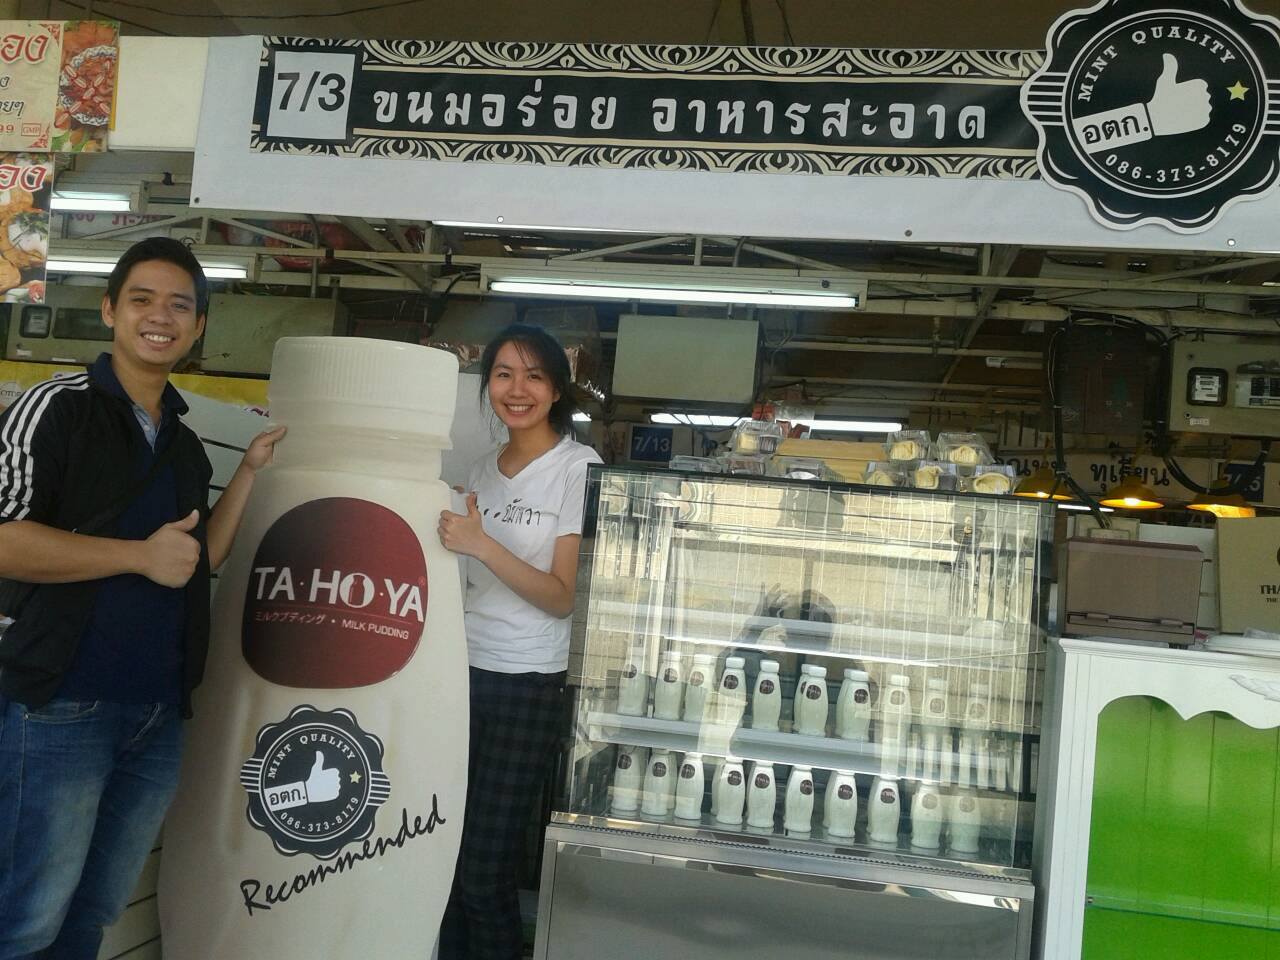 7/3 ขนมอร่อย อาหารสะอาด
MINT QUALITY
อตก.
086-373-8179
GMP
7/13
ทุเรียน
TA·HO·YA®
ミルクプディング • MILK PUDDING
MINT QUALITY
อตก.
086-373-8179
Recommended